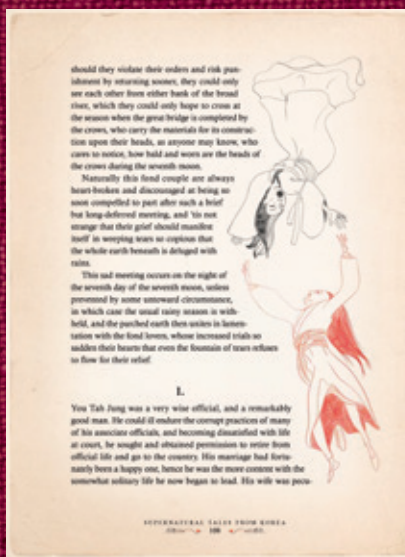 should they violate their orders and risk pun-
ishment by returning sooner, they could only
see each other from either bank of the broad
river, which they could only hope to cross at
the season when the great bridge is completed by
the crows, who carry the materials for its construc-
tion upon their heads, as anyone may know, who
cares to notice, how bald and worn are the heads of
the crows during the seventh moon.
Naturally this fond couple are always
heart-broken and discouraged at being so
soon compelled to part after such a brief
but long-deferred meeting, and 'tis not
strange that their grief should manifest
itself in weeping tears so copious that
the whole earth beneath is deluged with
rains.
This sad meeting occurs on the night of
the seventh day of the seventh moon, unless
prevented by some untoward circumstance,
in which case the usual rainy season is with-
held, and the parched earth then unites in lamen-
tation with the fond lovers, whose increased trials so
sadden their hearts that even the fountain of tears refuses
to flow for their relief.
I.
You Tah Jung was a very wise official, and a remarkably
good man. He could ill endure the corrupt practices of many
of his associate officials, and becoming dissatisfied with life
at court, he sought and obtained permission to retire from
official life and go to the country. His marriage had fortu-
nately been a happy one, hence he was the more content with the
somewhat solitary life he now began to lead. His wife was pecu-
SUPERNATURAL TALES FROM KOREA